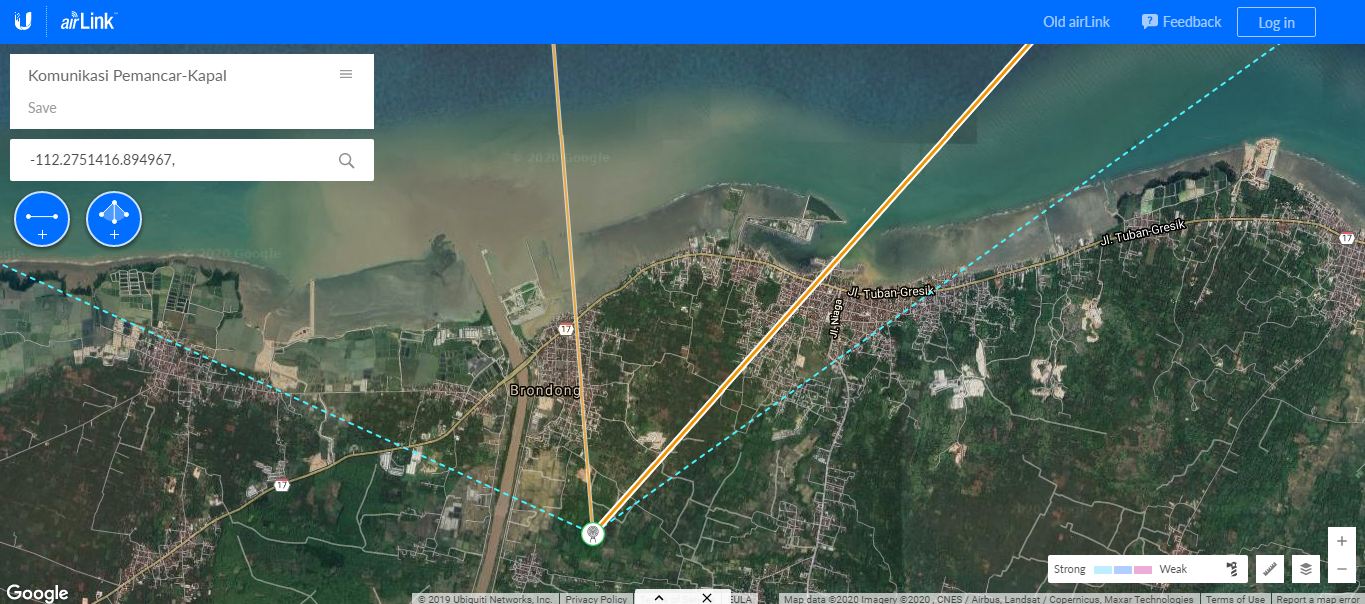 airLink
Old airLink
Feedback
Log in
Komunikasi Pemancar-Kapal
Save
-112.2751416.894967,
© 2020 Google
2020 Google
Jl. Tuban-Gresik
17
Jl. Tuban-Gresik
Jl. Niaga
17
Brondong
17
Strong
Weak
Google
© 2019 Ubiquiti Networks, Inc.
Privacy Policy
EULA
Map data ©2020 Imagery ©2020 , CNES / Airbus, Landsat / Copernicus, Maxar Technologies
Terms of Use
Report a map error